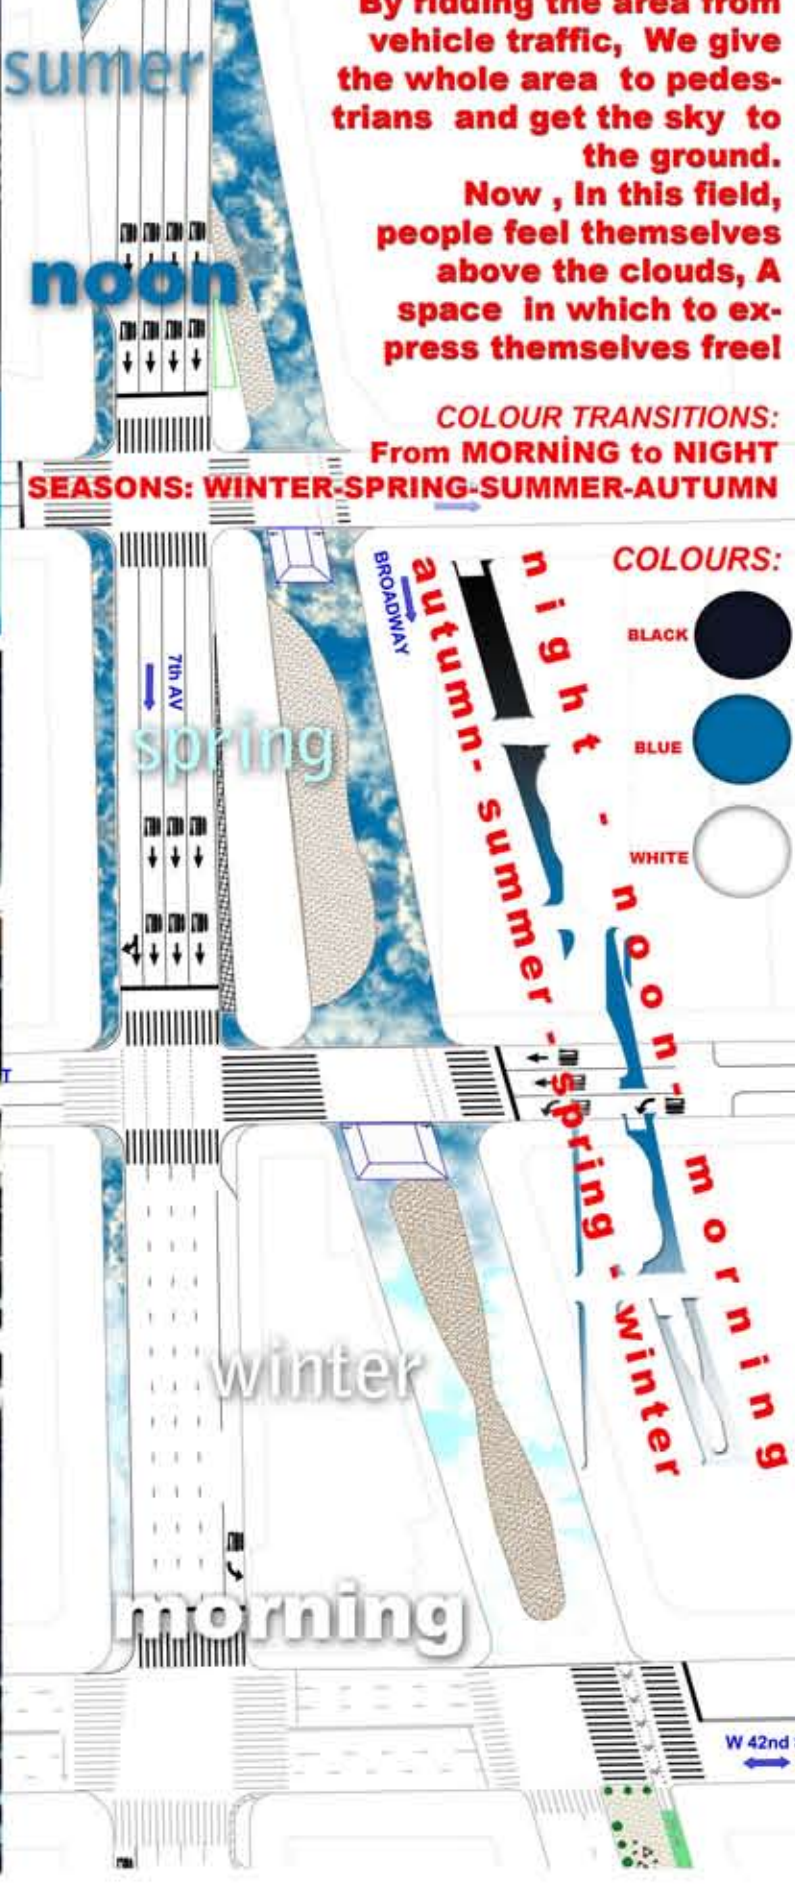 By ridding the area from
vehicle traffic, We give
the whole area to pedes-
trians and get the sky to
the ground.
Now , In this field,
people feel themselves
above the clouds, A
space in which to ex-
press themselves free!
sumer
noon
COLOUR TRANSITIONS:
From MORNİNG to NIGHT
SEASONS: WINTER-SPRING-SUMMER-AUTUMN
COLOURS:
BLACK
BLUE
WHITE
BROADWAY
autumn- summer - spring - winter
night - noon- morning
7th AV
spring
T
winter
morning
W 42nd